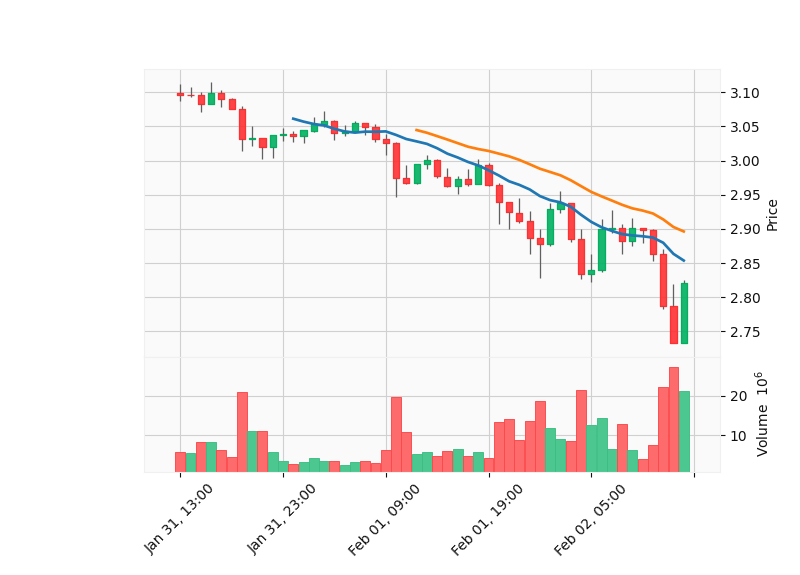 3.10
3.05
3.00
2.95
2.90
2.85
2.80
2.75
Price
20
10
Volume 10⁶
Jan 31, 13:00
Jan 31, 23:00
Feb 01, 09:00
Feb 01, 19:00
Feb 02, 05:00